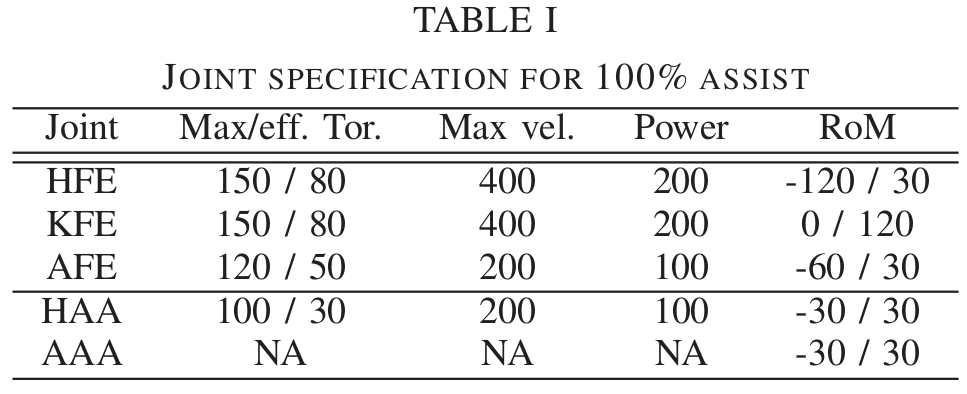 TABLE I
JOINT SPECIFICATION FOR 100% ASSIST
Joint Max/eff. Tor. Max vel. Power RoM
HFE 150 / 80 400 200 -120 / 30
KFE 150 / 80 400 200 0 / 120
AFE 120 / 50 200 100 -60 / 30
HAA 100 / 30 200 100 -30 / 30
AAA NA NA NA -30 / 30